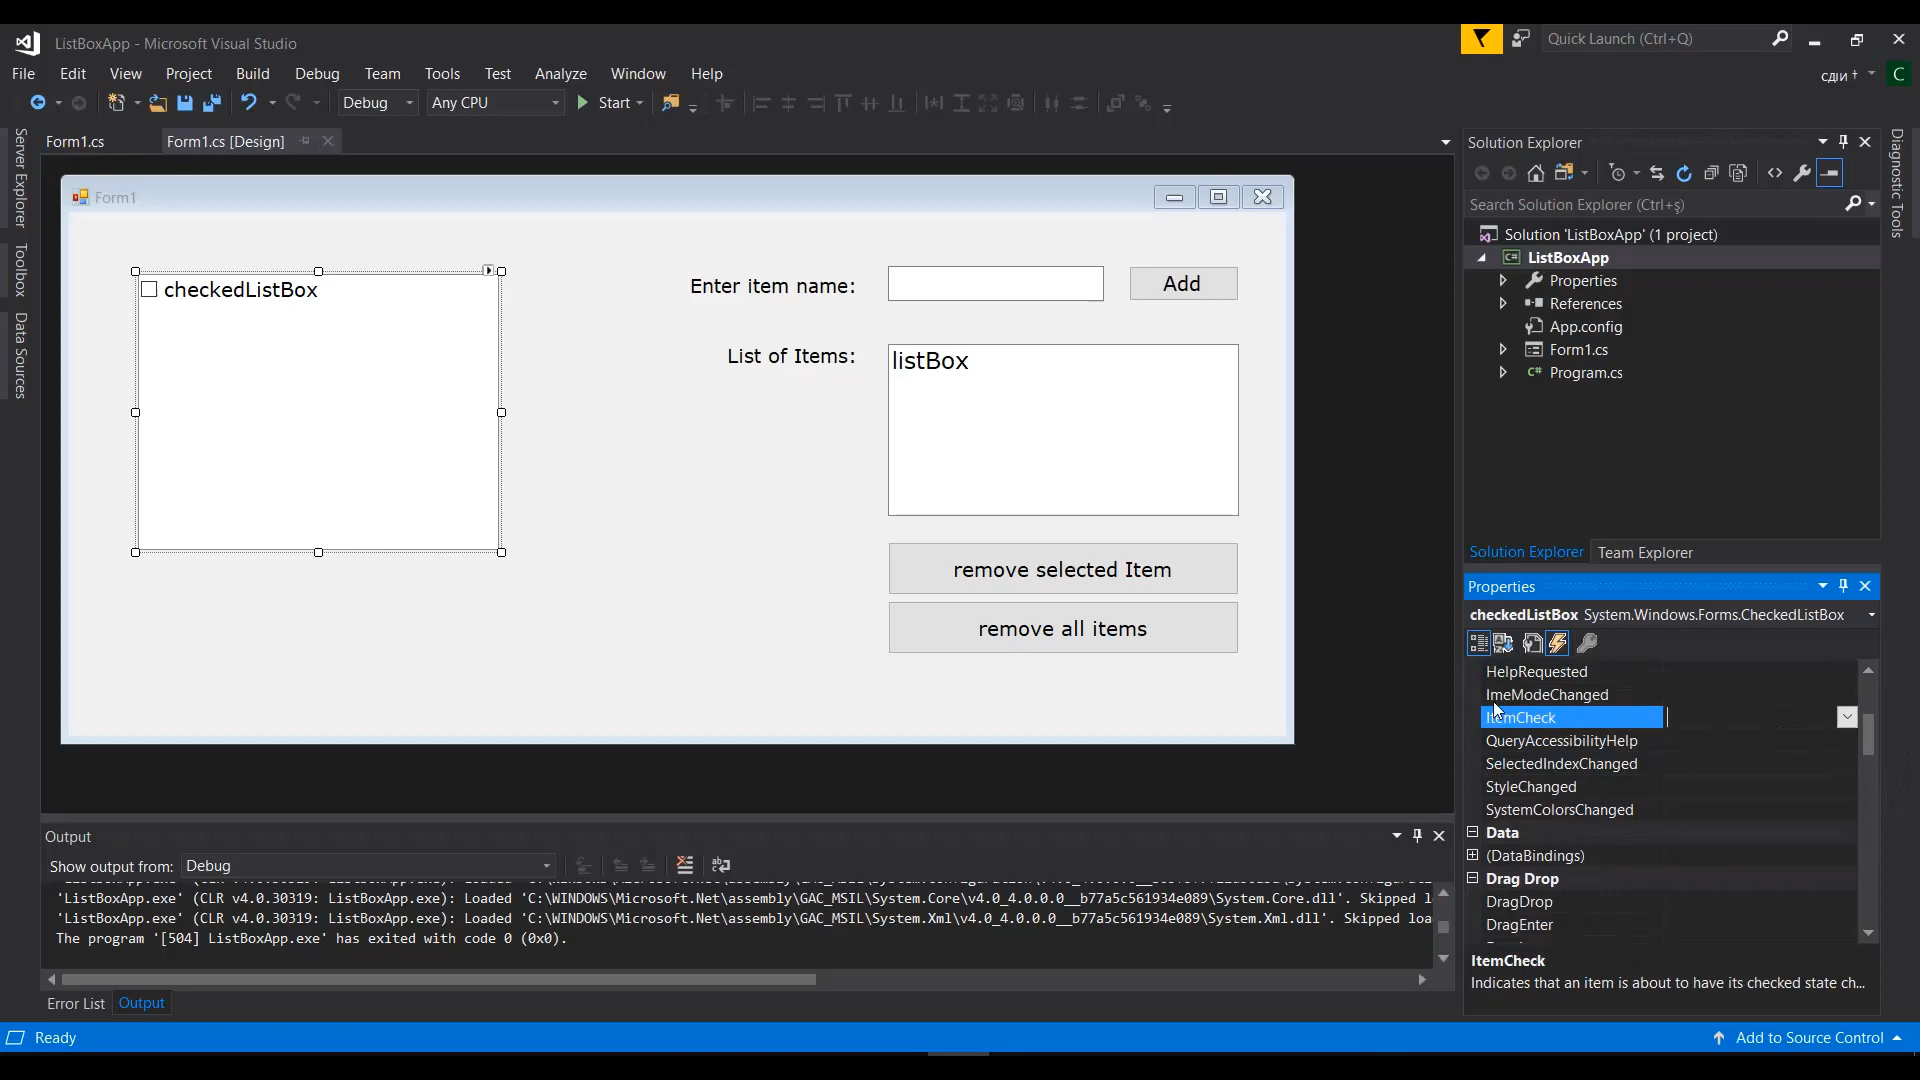 ListBoxApp - Microsoft Visual Studio
Quick Launch (Ctrl+Q)
File Edit View Project Build Debug Team Tools Test Analyze Window Help
сди †
C
Debug
Any CPU
Start
Server Explorer
Toolbox
Data Sources
Form1.cs
Form1.cs [Design]
Form1
checkedListBox
Enter item name:
Add
List of Items:
listBox
remove selected Item
remove all items
Solution Explorer
Search Solution Explorer (Ctrl+ş)
Solution 'ListBoxApp' (1 project)
C# ListBoxApp
Properties
References
App.config
Form1.cs
C# Program.cs
Solution Explorer
Team Explorer
Diagnostic Tools
Properties
checkedListBox System.Windows.Forms.CheckedListBox
HelpRequested
ImeModeChanged
ItemCheck
QueryAccessibilityHelp
SelectedIndexChanged
StyleChanged
SystemColorsChanged
Data
(DataBindings)
Drag Drop
DragDrop
DragEnter
ItemCheck
Indicates that an item is about to have its checked state ch...
Output
Show output from: Debug
'ListBoxApp.exe' (CLR v4.0.30319: ListBoxApp.exe): Loaded 'C:\WINDOWS\Microsoft.Net\assembly\GAC_MSIL\System.Core\v4.0_4.0.0.0__b77a5c561934e089\System.Core.dll'. Skipped loa
'ListBoxApp.exe' (CLR v4.0.30319: ListBoxApp.exe): Loaded 'C:\WINDOWS\Microsoft.Net\assembly\GAC_MSIL\System.Xml\v4.0_4.0.0.0__b77a5c561934e089\System.Xml.dll'. Skipped loa
The program '[504] ListBoxApp.exe' has exited with code 0 (0x0).
Error List
Output
Ready
Add to Source Control